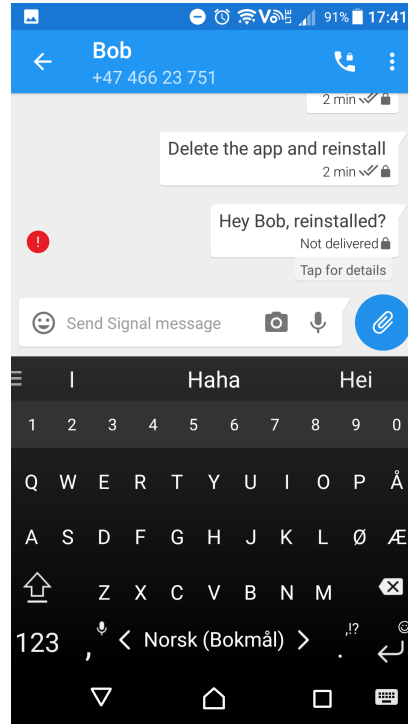 91% 17:41
Bob
+47 466 23 751
2 min
Delete the app and reinstall
2 min
Hey Bob, reinstalled?
Not delivered
Tap for details
Send Signal message
I Haha Hei
1 2 3 4 5 6 7 8 9 0
Q W E R T Y U I O P Å
A S D F G H J K L Ø Æ
Z X C V B N M
123 , < Norsk (Bokmål) > . ,!?